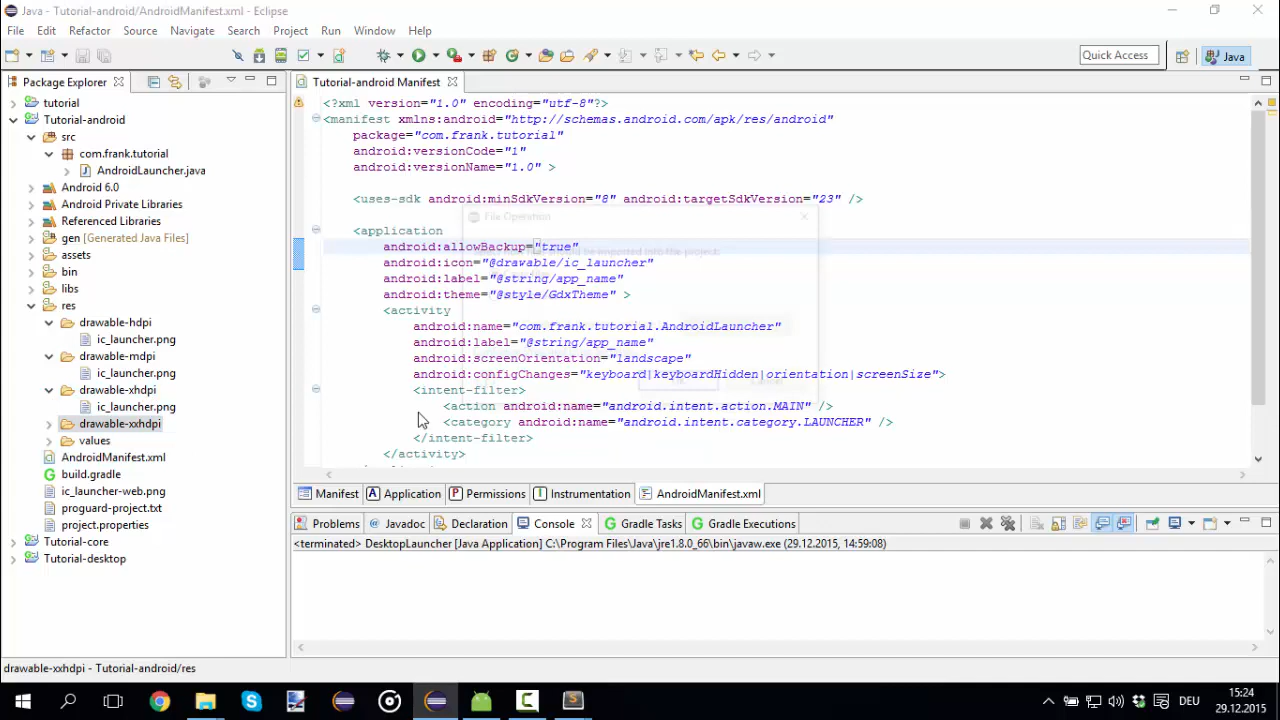 Java - Tutorial-android/AndroidManifest.xml - Eclipse
File Edit Refactor Source Navigate Search Project Run Window Help
Quick Access
Java
Package Explorer
Tutorial-android Manifest
tutorial
Tutorial-android
src
com.frank.tutorial
AndroidLauncher.java
Android 6.0
Android Private Libraries
Referenced Libraries
gen [Generated Java Files]
assets
bin
libs
res
drawable-hdpi
ic_launcher.png
drawable-mdpi
ic_launcher.png
drawable-xhdpi
ic_launcher.png
drawable-xxhdpi
values
AndroidManifest.xml
build.gradle
ic_launcher-web.png
proguard-project.txt
project.properties
Tutorial-core
Tutorial-desktop
<?xml version="1.0" encoding="utf-8"?>
<manifest xmlns:android="http://schemas.android.com/apk/res/android"
package="com.frank.tutorial"
android:versionCode="1"
android:versionName="1.0" >
<uses-sdk android:minSdkVersion="8" android:targetSdkVersion="23" />
File Operation
<application
android:allowBackup="true"
be imported into the project:
android:icon="@drawable/ic_launcher"
android:label="@string/app_name"
android:theme="@style/GdxTheme" >
<activity
android:name="com.frank.tutorial.AndroidLauncher"
android:label="@string/app_name"
android:screenOrientation="landscape"
android:configChanges="keyboard|keyboardHidden|orientation|screenSize">
<intent-filter>
<action android:name="android.intent.action.MAIN" />
<category android:name="android.intent.category.LAUNCHER" />
</intent-filter>
</activity>
Manifest Application Permissions Instrumentation AndroidManifest.xml
Problems Javadoc Declaration Console Gradle Tasks Gradle Executions
<terminated> DesktopLauncher [Java Application] C:\Program Files\Java\jre1.8.0_66\bin\javaw.exe (29.12.2015, 14:59:08)
drawable-xxhdpi - Tutorial-android/res
DEU
15:24
29.12.2015